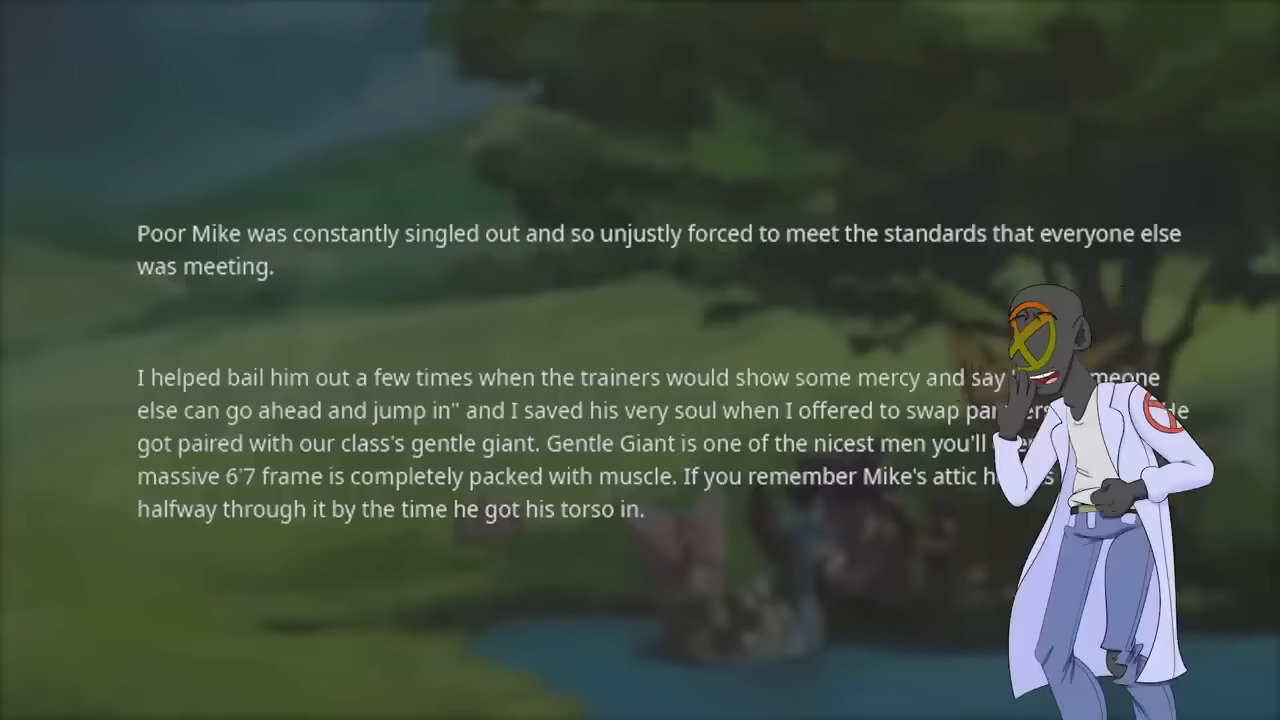 Poor Mike was constantly singled out and so unjustly forced to meet the standards that everyone else
was meeting.
I helped bail him out a few times when the trainers would show some mercy and say
else can go ahead and jump in" and I saved his very soul when I offered to swap
got paired with our class's gentle giant. Gentle Giant is one of the nicest men you'll
massive 6'7 frame is completely packed with muscle. If you remember Mike's attic
halfway through it by the time he got his torso in.